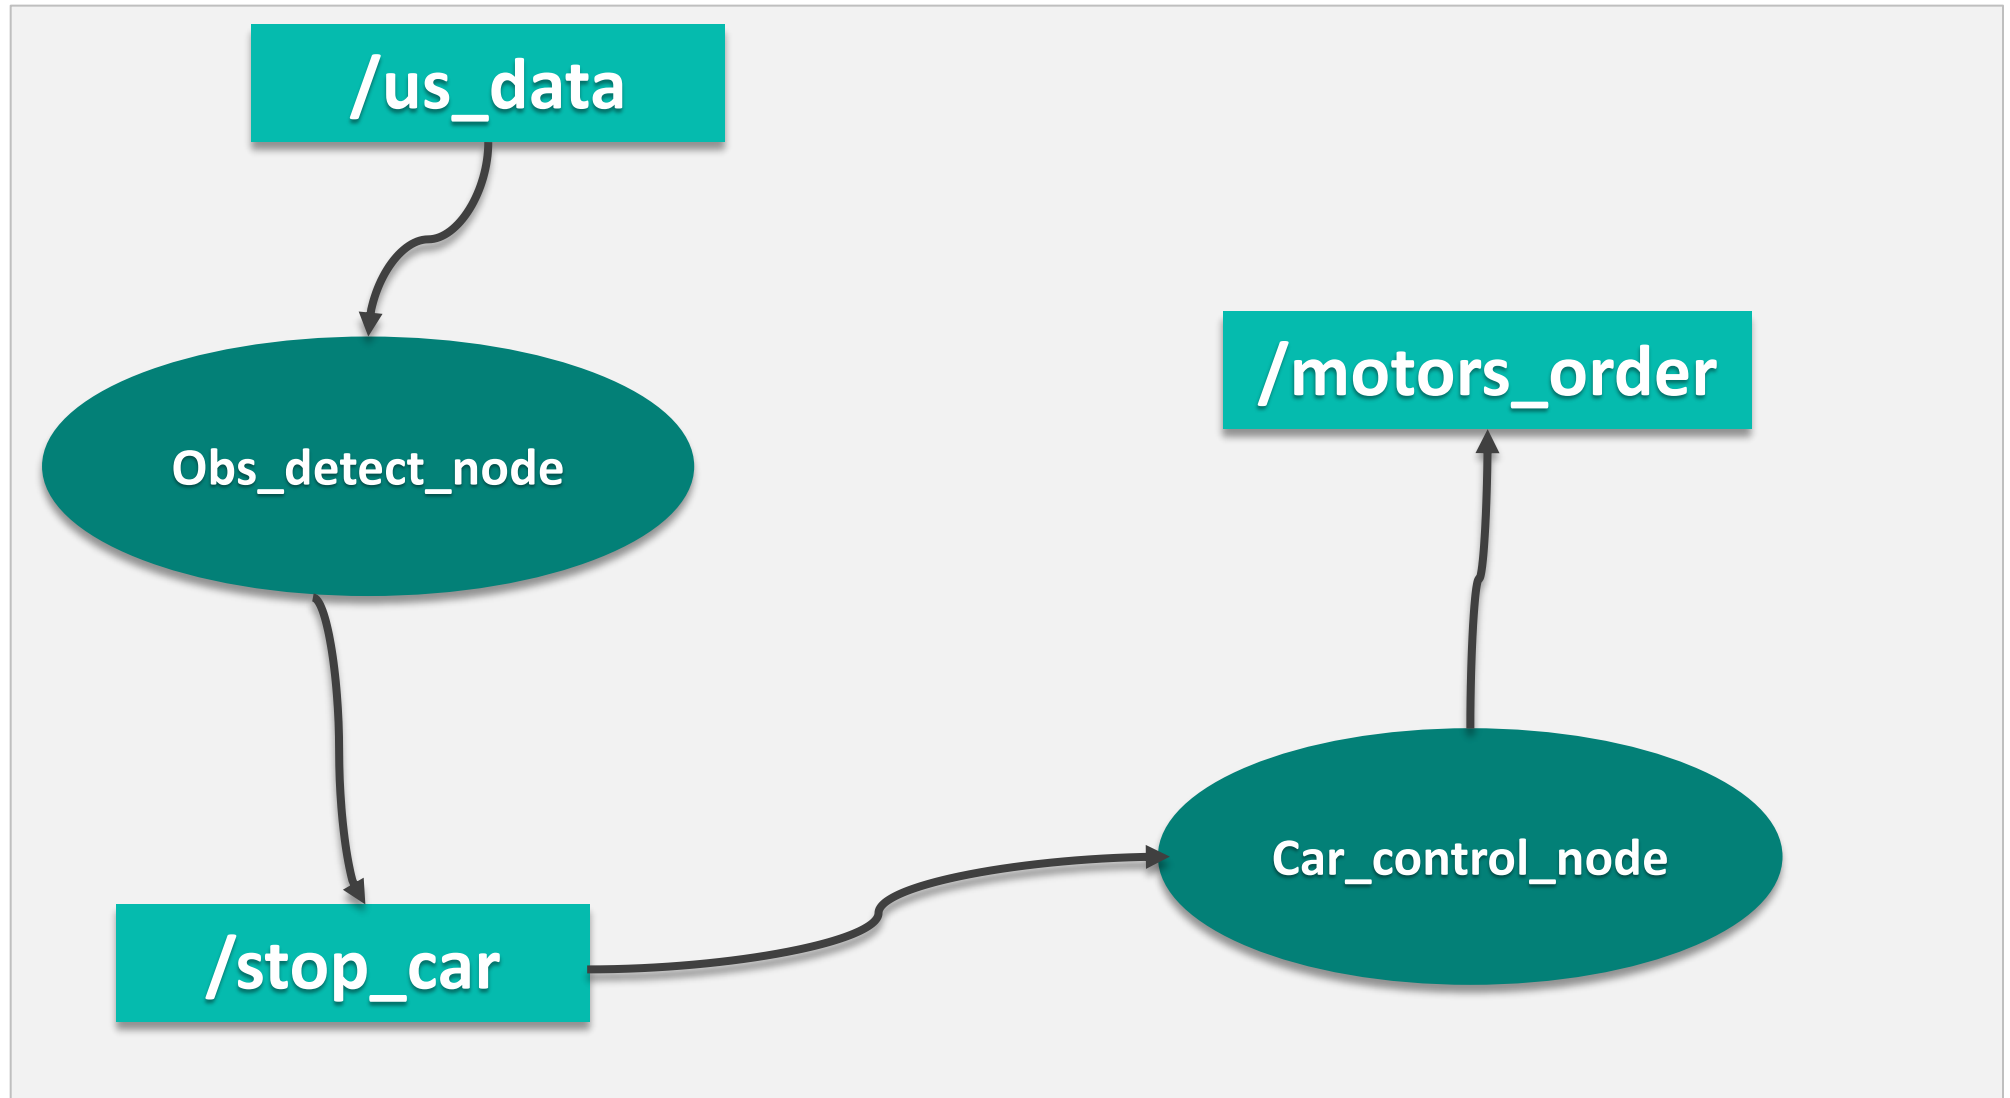 /us_data
/motors_order
Obs_detect_node
Car_control_node
/stop_car